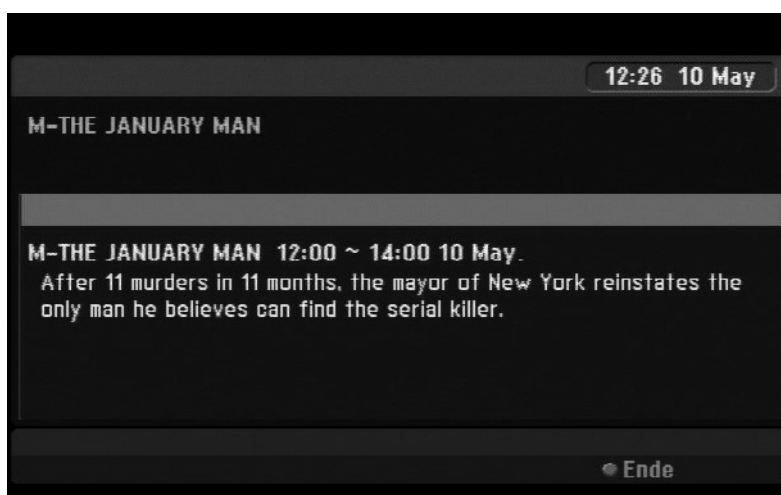 12:26 10 May
M-THE JANUARY MAN
M-THE JANUARY MAN 12:00 ~ 14:00 10 May.
After 11 murders in 11 months, the mayor of New York reinstates the
only man he believes can find the serial killer.
Ende